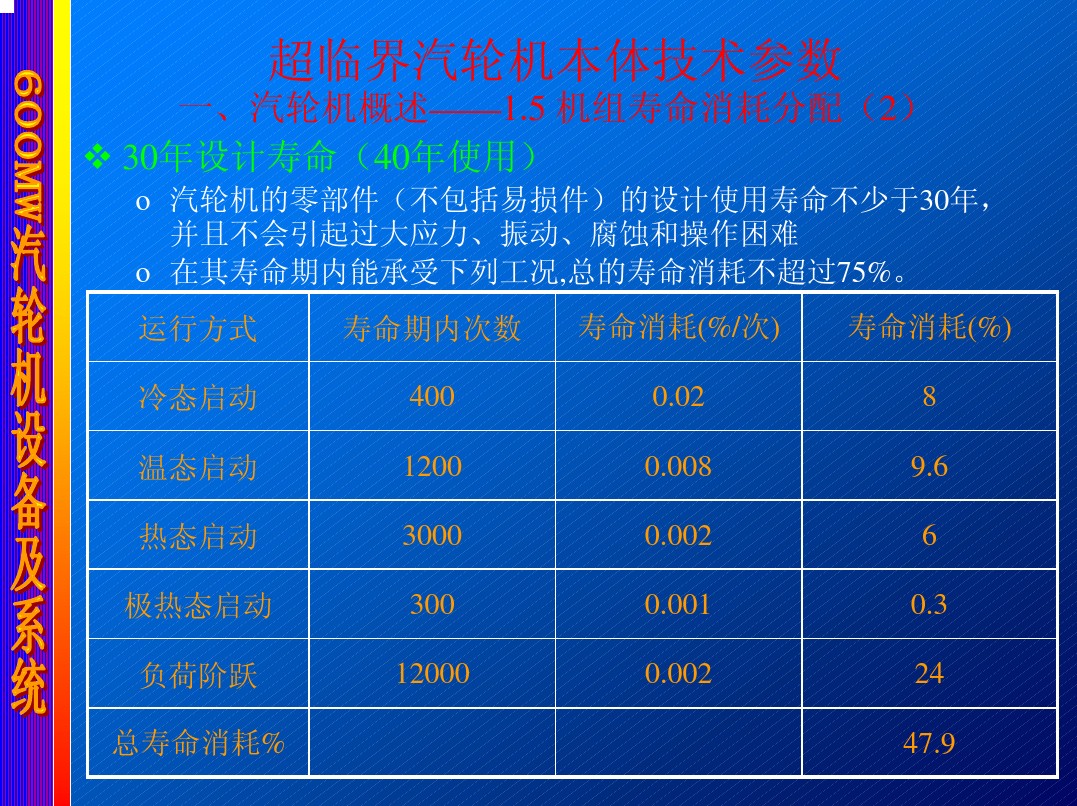 600MW汽轮机设备及系统
超临界汽轮机本体技术参数
一、汽轮机概述——1.5 机组寿命消耗分配（2）
❖ 30年设计寿命（40年使用）
o 汽轮机的零部件（不包括易损件）的设计使用寿命不少于30年，
并且不会引起过大应力、振动、腐蚀和操作困难
o 在其寿命期内能承受下列工况,总的寿命消耗不超过75%。
运行方式 寿命期内次数 寿命消耗(%/次) 寿命消耗(%)
冷态启动 400 0.02 8
温态启动 1200 0.008 9.6
热态启动 3000 0.002 6
极热态启动 300 0.001 0.3
负荷阶跃 12000 0.002 24
总寿命消耗% 47.9